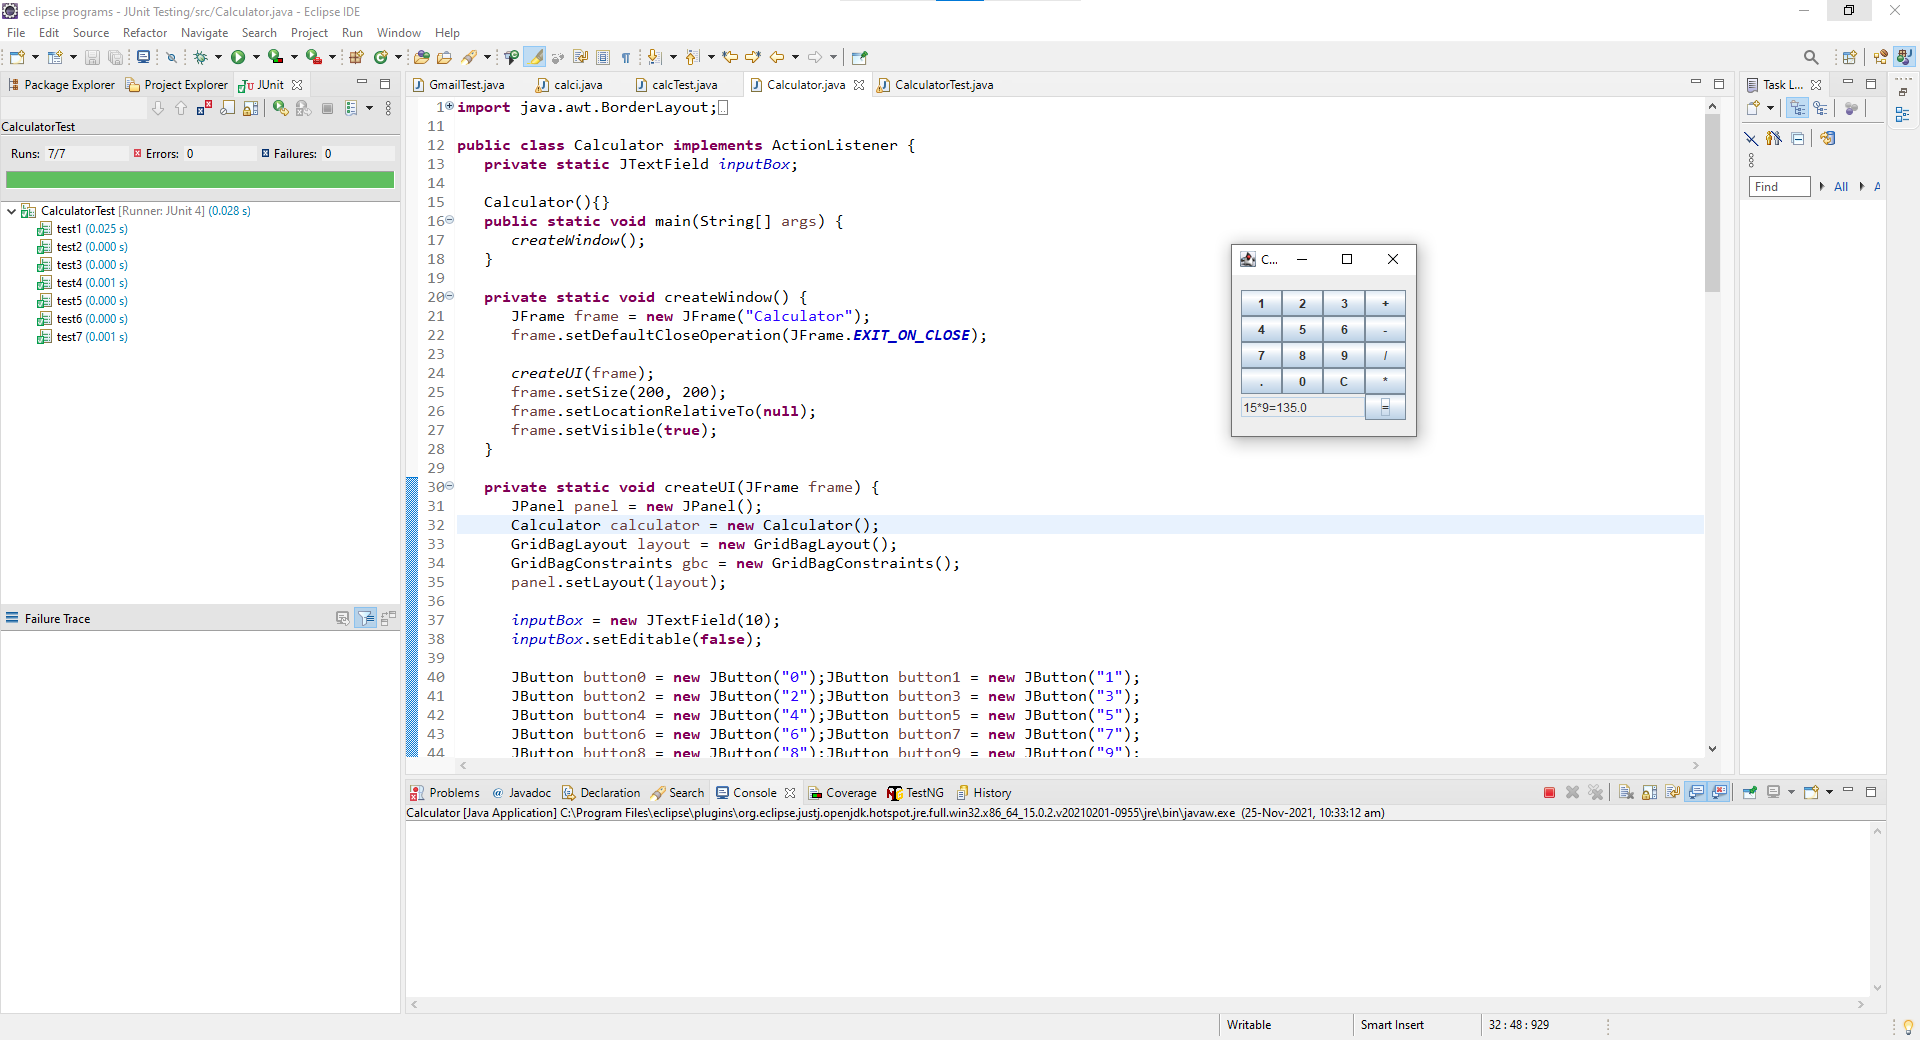 eclipse programs - JUnit Testing/src/Calculator.java - Eclipse IDE
File Edit Source Refactor Navigate Search Project Run Window Help
Package Explorer Project Explorer JUnit
CalculatorTest
Runs: 7/7 Errors: 0 Failures: 0
CalculatorTest [Runner: JUnit 4] (0.028 s)
test1 (0.025 s)
test2 (0.000 s)
test3 (0.000 s)
test4 (0.001 s)
test5 (0.000 s)
test6 (0.000 s)
test7 (0.001 s)
Failure Trace
GmailTest.java calci.java calcTest.java Calculator.java CalculatorTest.java
1 import java.awt.BorderLayout;
11
12 public class Calculator implements ActionListener {
13 private static JTextField inputBox;
14
15 Calculator(){}
16 public static void main(String[] args) {
17 createWindow();
18 }
19
20 private static void createWindow() {
21 JFrame frame = new JFrame("Calculator");
22 frame.setDefaultCloseOperation(JFrame.EXIT_ON_CLOSE);
23
24 createUI(frame);
25 frame.setSize(200, 200);
26 frame.setLocationRelativeTo(null);
27 frame.setVisible(true);
28 }
29
30 private static void createUI(JFrame frame) {
31 JPanel panel = new JPanel();
32 Calculator calculator = new Calculator();
33 GridBagLayout layout = new GridBagLayout();
34 GridBagConstraints gbc = new GridBagConstraints();
35 panel.setLayout(layout);
36
37 inputBox = new JTextField(10);
38 inputBox.setEditable(false);
39
40 JButton button0 = new JButton("0");JButton button1 = new JButton("1");
41 JButton button2 = new JButton("2");JButton button3 = new JButton("3");
42 JButton button4 = new JButton("4");JButton button5 = new JButton("5");
43 JButton button6 = new JButton("6");JButton button7 = new JButton("7");
44 JButton button8 = new JButton("8");JButton button9 = new JButton("9");
C...
1 2 3 +
4 5 6 -
7 8 9 /
. 0 C *
15*9=135.0 =
Task L...
Find All A
Problems Javadoc Declaration Search Console Coverage TestNG History
Calculator [Java Application] C:\Program Files\eclipse\plugins\org.eclipse.justj.openjdk.hotspot.jre.full.win32.x86_64_15.0.2.v20210201-0955\jre\bin\javaw.exe (25-Nov-2021, 10:33:12 am)
Writable Smart Insert 32 : 48 : 929